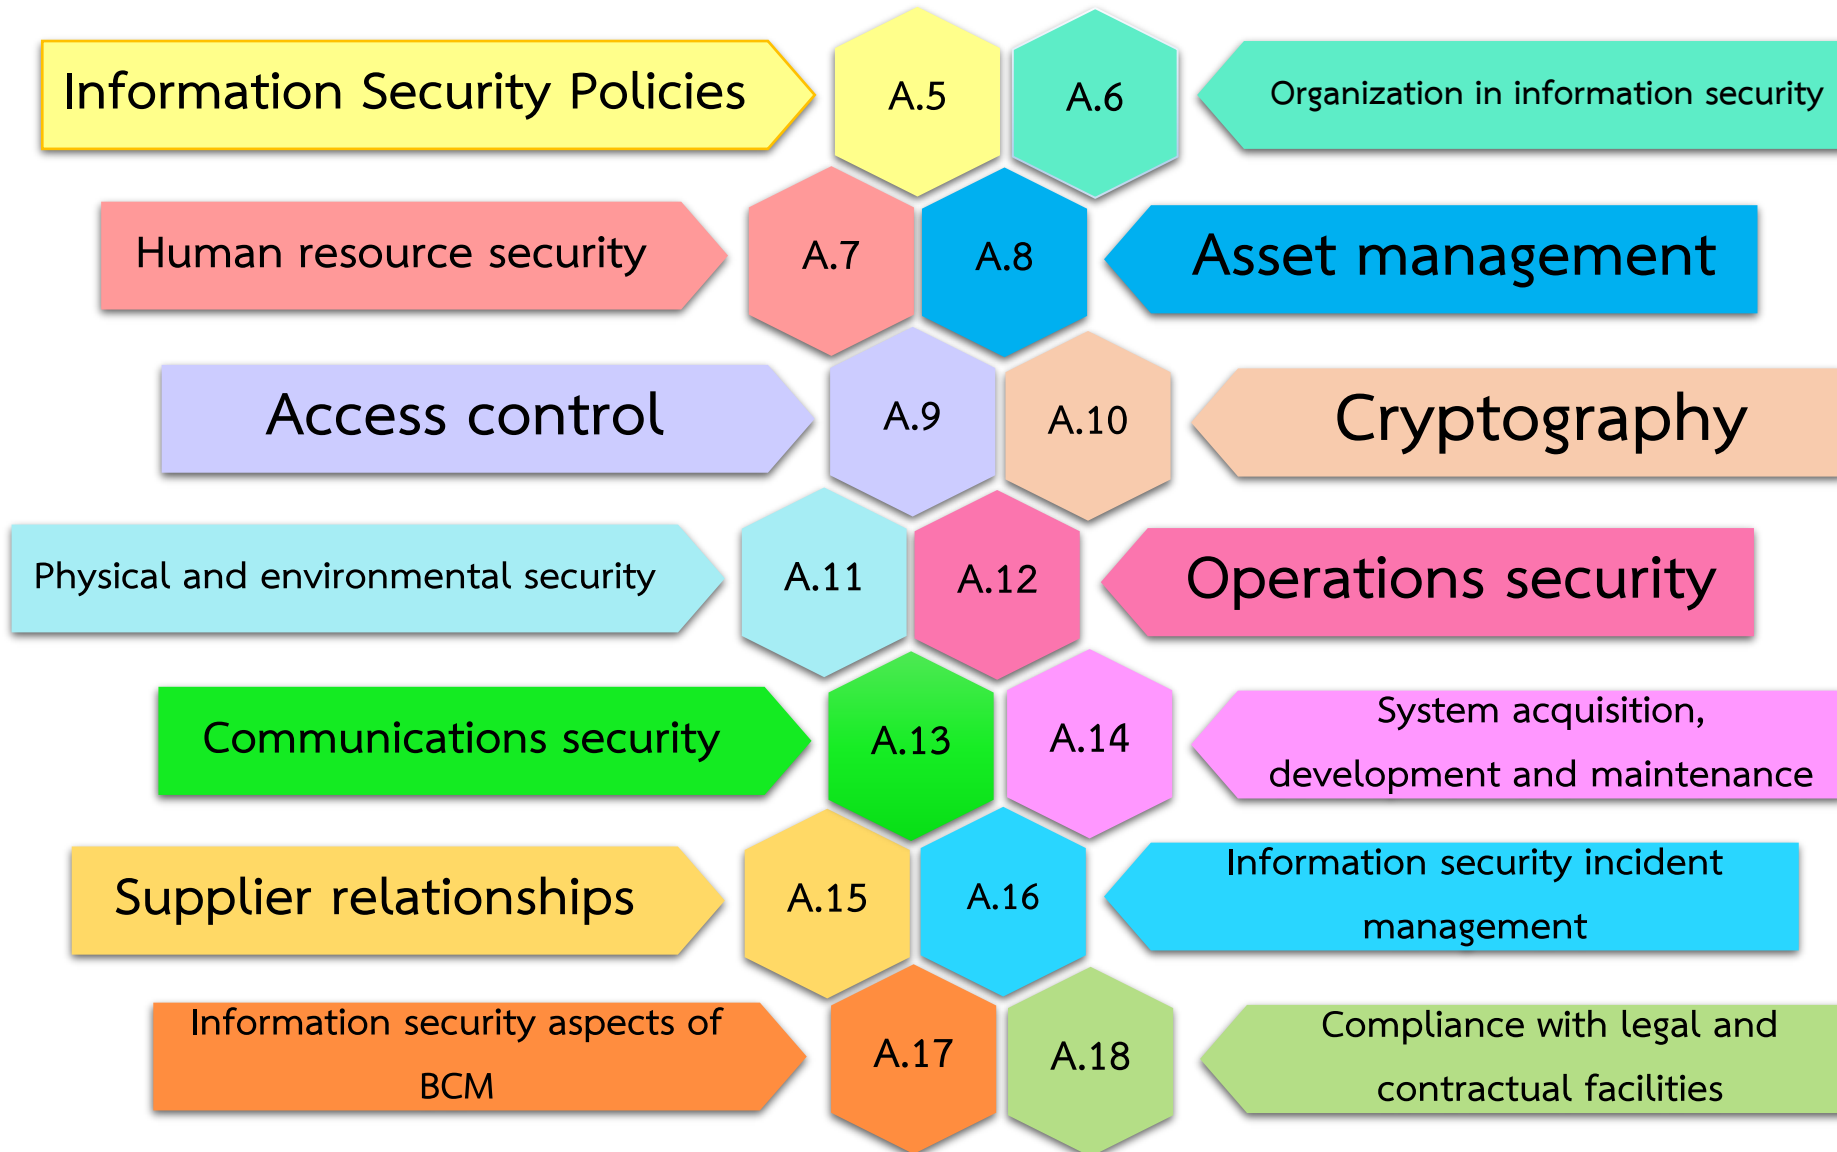 Information Security Policies
A.5
A.6
Organization in information security
Human resource security
A.7
A.8
Asset management
Access control
A.9
A.10
Cryptography
Physical and environmental security
A.11
A.12
Operations security
Communications security
A.13
A.14
System acquisition,
development and maintenance
Supplier relationships
A.15
A.16
Information security incident
management
Information security aspects of
BCM
A.17
A.18
Compliance with legal and
contractual facilities